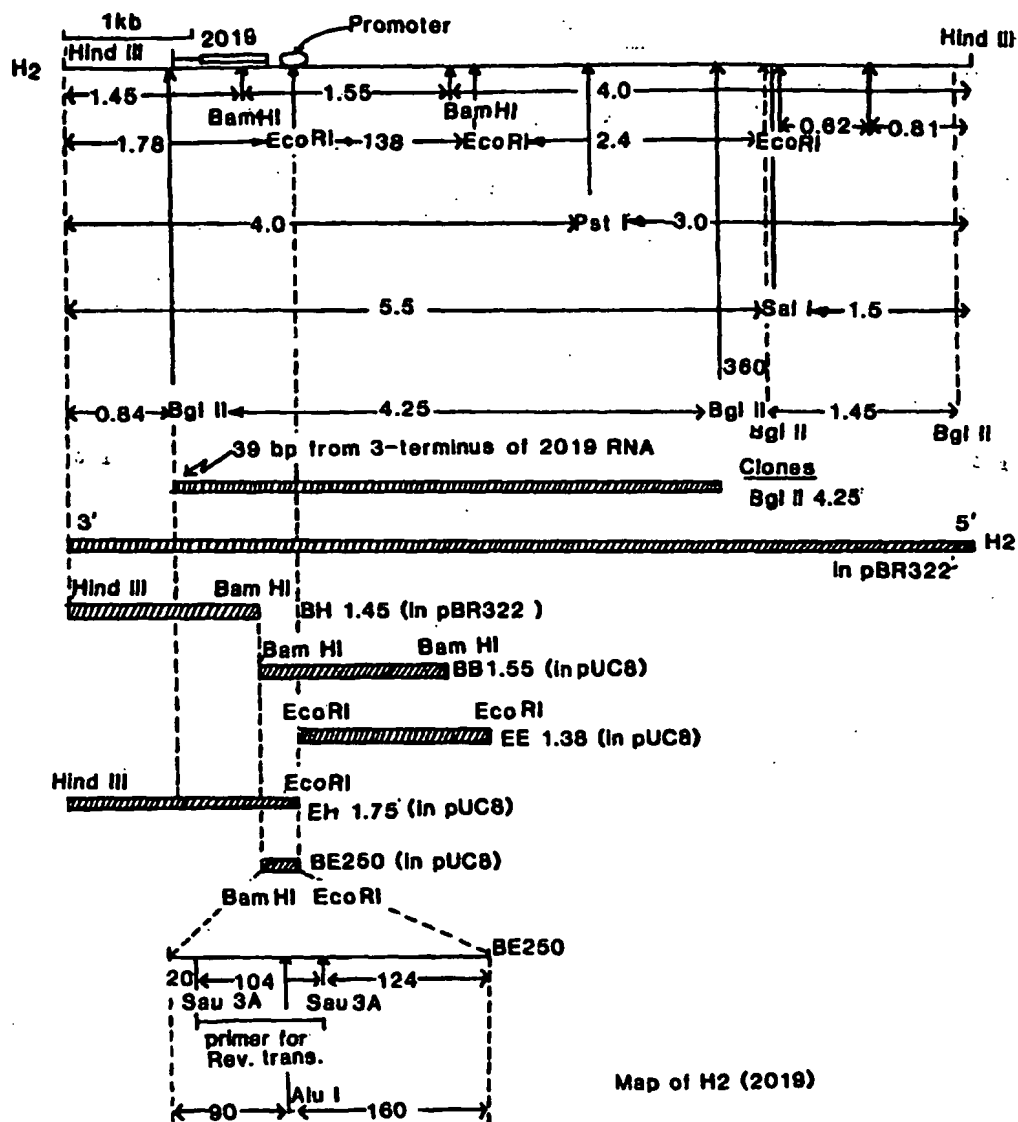 1kb
Promoter
2019
Hind III
Hind III
H2
1.45
1.55
4.0
BamHI
BamHI
0.62
0.81
1.78
EcoRI
138
EcoRI
2.4
EcoRI
4.0
Pst I
3.0
5.5
Sal I
1.5
360
0.84
Bgl II
4.25
Bgl II
1.45
Bgl II
Bgl II
39 bp from 3-terminus of 2019 RNA
Clones
Bgl II 4.25
3'
5'
H2
in pBR322
Hind III
Bam HI
BH 1.45 (in pBR322 )
Bam HI
Bam HI
BB1.55 (in pUC8)
EcoRI
EcoRI
EE 1.38 (in pUC8)
Hind III
EcoRI
EH 1.75 (in pUC8)
BE250 (in pUC8)
Bam HI
EcoRI
BE250
20
104
124
Sau 3A
Sau 3A
primer for
Rev. trans.
Alu I
90
160
Map of H2 (2019)